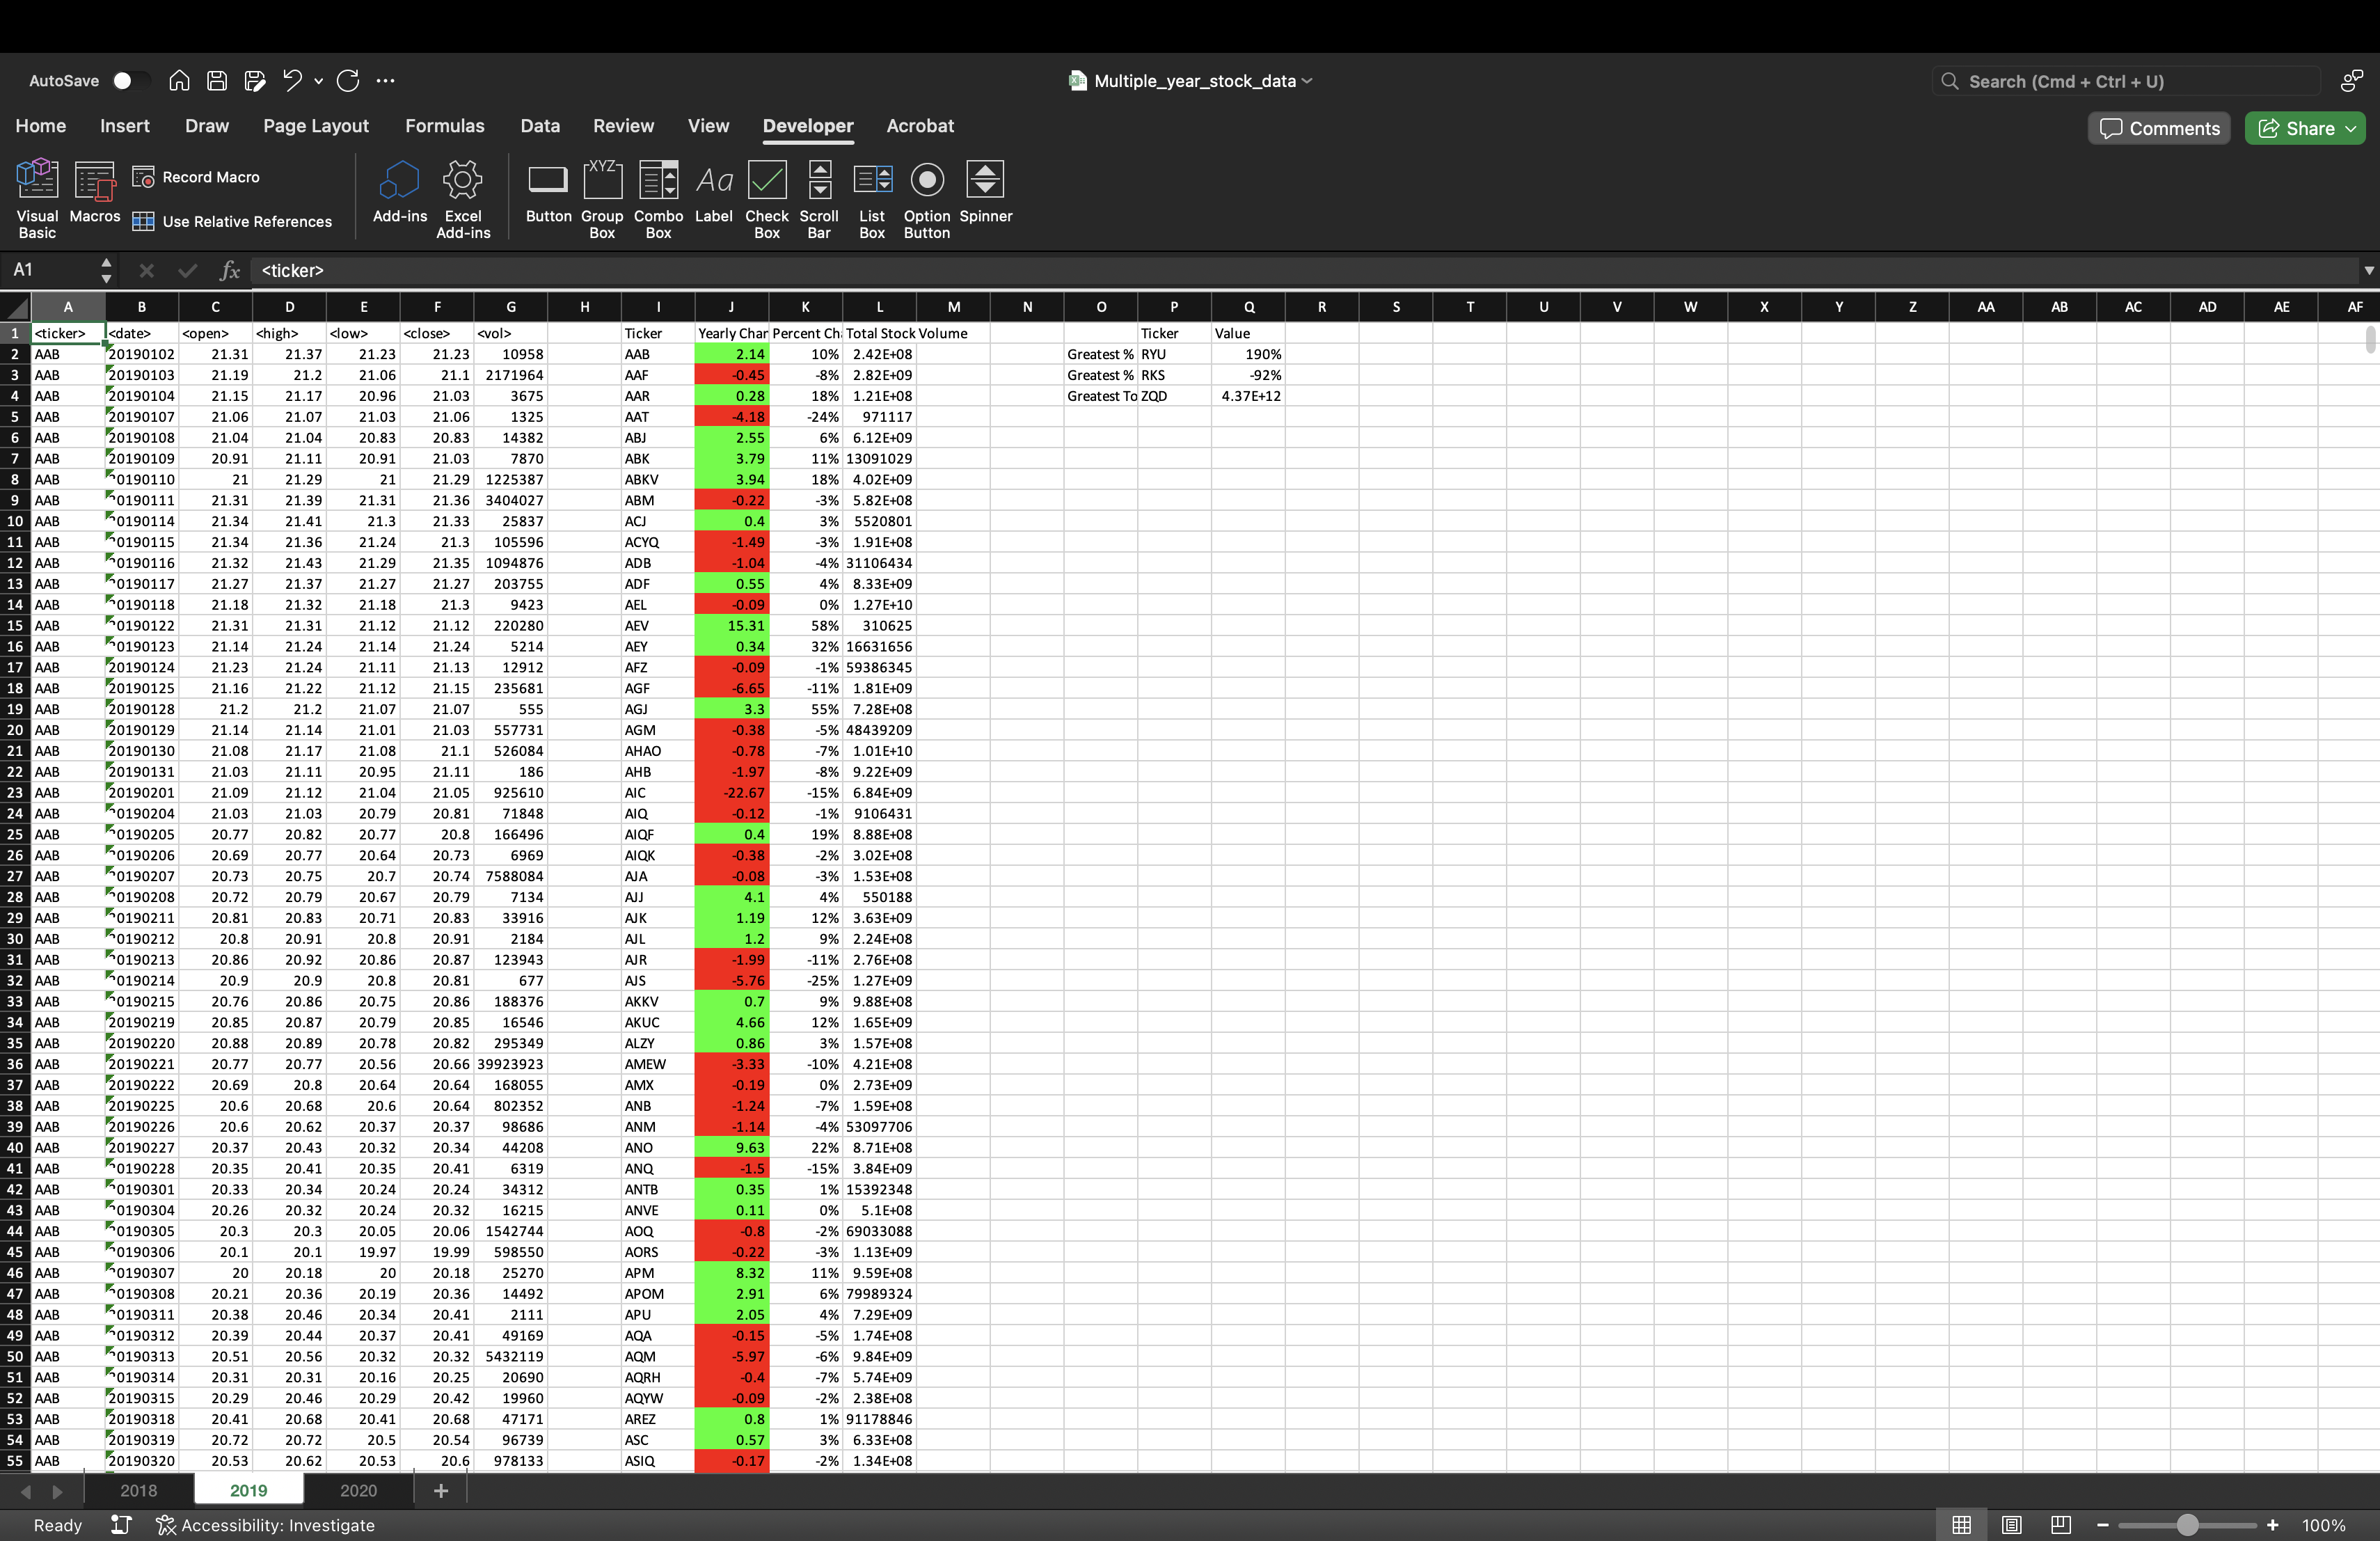 AutoSave Multiple_year_stock_data Search (Cmd + Ctrl + U)
Home Insert Draw Page Layout Formulas Data Review View Developer Acrobat Comments Share
Visual Basic Macros Record Macro Use Relative References Add-ins Excel Add-ins Button Group Box Combo Box Label Check Box Scroll Bar List Box Option Button Spinner
A1 fx <ticker>
A B C D E F G H I J K L M N O P Q R S T U V W X Y Z AA AB AC AD AE AF
1 <ticker> <date> <open> <high> <low> <close> <vol> Ticker Yearly Char Percent Ch Total Stock Volume Ticker Value
2 AAB 20190102 21.31 21.37 21.23 21.23 10958 AAB 2.14 10% 2.42E+08 Greatest % RYU 190%
3 AAB 20190103 21.19 21.2 21.06 21.1 2171964 AAF -0.45 -8% 2.82E+09 Greatest % RKS -92%
4 AAB 20190104 21.15 21.17 20.96 21.03 3675 AAR 0.28 18% 1.21E+08 Greatest To ZQD 4.37E+12
5 AAB 20190107 21.06 21.07 21.03 21.06 1325 AAT -4.18 -24% 971117
6 AAB 20190108 21.04 21.04 20.83 20.83 14382 ABJ 2.55 6% 6.12E+09
7 AAB 20190109 20.91 21.11 20.91 21.03 7870 ABK 3.79 11% 13091029
8 AAB 20190110 21 21.29 21 21.29 1225387 ABKV 3.94 18% 4.02E+09
9 AAB 20190111 21.31 21.39 21.31 21.36 3404027 ABM -0.22 -3% 5.82E+08
10 AAB 20190114 21.34 21.41 21.3 21.33 25837 ACJ 0.4 3% 5520801
11 AAB 20190115 21.34 21.36 21.24 21.3 105596 ACYQ -1.49 -3% 1.91E+08
12 AAB 20190116 21.32 21.43 21.29 21.35 1094876 ADB -1.04 -4% 31106434
13 AAB 20190117 21.27 21.37 21.27 21.27 203755 ADF 0.55 4% 8.33E+09
14 AAB 20190118 21.18 21.32 21.18 21.3 9423 AEL -0.09 0% 1.27E+10
15 AAB 20190122 21.31 21.31 21.12 21.12 220280 AEV 15.31 58% 310625
16 AAB 20190123 21.14 21.24 21.14 21.24 5214 AEY 0.34 32% 16631656
17 AAB 20190124 21.23 21.24 21.11 21.13 12912 AFZ -0.09 -1% 59386345
18 AAB 20190125 21.16 21.22 21.12 21.15 235681 AGF -6.65 -11% 1.81E+09
19 AAB 20190128 21.2 21.2 21.07 21.07 555 AGJ 3.3 55% 7.28E+08
20 AAB 20190129 21.14 21.14 21.01 21.03 557731 AGM -0.38 -5% 48439209
21 AAB 20190130 21.08 21.17 21.08 21.1 526084 AHAO -0.78 -7% 1.01E+10
22 AAB 20190131 21.03 21.11 20.95 21.11 186 AHB -1.97 -8% 9.22E+09
23 AAB 20190201 21.09 21.12 21.04 21.05 925610 AIC -22.67 -15% 6.84E+09
24 AAB 20190204 21.03 21.03 20.79 20.81 71848 AIQ -0.12 -1% 9106431
25 AAB 20190205 20.77 20.82 20.77 20.8 166496 AIQF 0.4 19% 8.88E+08
26 AAB 20190206 20.69 20.77 20.64 20.73 6969 AIQK -0.38 -2% 3.02E+08
27 AAB 20190207 20.73 20.75 20.7 20.74 7588084 AJA -0.08 -3% 1.53E+08
28 AAB 20190208 20.72 20.79 20.67 20.79 7134 AJJ 4.1 4% 550188
29 AAB 20190211 20.81 20.83 20.71 20.83 33916 AJK 1.19 12% 3.63E+09
30 AAB 20190212 20.8 20.91 20.8 20.91 2184 AJL 1.2 9% 2.24E+08
31 AAB 20190213 20.86 20.92 20.86 20.87 123943 AJR -1.99 -11% 2.76E+08
32 AAB 20190214 20.9 20.9 20.8 20.81 677 AJS -5.76 -25% 1.27E+09
33 AAB 20190215 20.76 20.86 20.75 20.86 188376 AKKV 0.7 9% 9.88E+08
34 AAB 20190219 20.85 20.87 20.79 20.85 16546 AKUC 4.66 12% 1.65E+09
35 AAB 20190220 20.88 20.89 20.78 20.82 295349 ALZY 0.86 3% 1.57E+08
36 AAB 20190221 20.77 20.77 20.56 20.66 39923923 AMEW -3.33 -10% 4.21E+08
37 AAB 20190222 20.69 20.8 20.64 20.64 168055 AMX -0.19 0% 2.73E+09
38 AAB 20190225 20.6 20.68 20.6 20.64 802352 ANB -1.24 -7% 1.59E+08
39 AAB 20190226 20.6 20.62 20.37 20.37 98686 ANM -1.14 -4% 53097706
40 AAB 20190227 20.37 20.43 20.32 20.34 44208 ANO 9.63 22% 8.71E+08
41 AAB 20190228 20.35 20.41 20.35 20.41 6319 ANQ -1.5 -15% 3.84E+09
42 AAB 20190301 20.33 20.34 20.24 20.24 34312 ANTB 0.35 1% 15392348
43 AAB 20190304 20.26 20.32 20.24 20.32 16215 ANVE 0.11 0% 5.1E+08
44 AAB 20190305 20.3 20.3 20.05 20.06 1542744 AOQ -0.8 -2% 69033088
45 AAB 20190306 20.1 20.1 19.97 19.99 598550 AORS -0.22 -3% 1.13E+09
46 AAB 20190307 20 20.18 20 20.18 25270 APM 8.32 11% 9.59E+08
47 AAB 20190308 20.21 20.36 20.19 20.36 14492 APOM 2.91 6% 79989324
48 AAB 20190311 20.38 20.46 20.34 20.41 2111 APU 2.05 4% 7.29E+09
49 AAB 20190312 20.39 20.44 20.37 20.41 49169 AQA -0.15 -5% 1.74E+08
50 AAB 20190313 20.51 20.56 20.32 20.32 5432119 AQM -5.97 -6% 9.84E+09
51 AAB 20190314 20.31 20.31 20.16 20.25 20690 AQRH -0.4 -7% 5.74E+09
52 AAB 20190315 20.29 20.46 20.29 20.42 19960 AQYW -0.09 -2% 2.38E+08
53 AAB 20190318 20.41 20.68 20.41 20.68 47171 AREZ 0.8 1% 91178846
54 AAB 20190319 20.72 20.72 20.5 20.54 96739 ASC 0.57 3% 6.33E+08
55 AAB 20190320 20.53 20.62 20.53 20.6 978133 ASIQ -0.17 -2% 1.34E+08
2018 2019 2020 +
Ready Accessibility: Investigate 100%